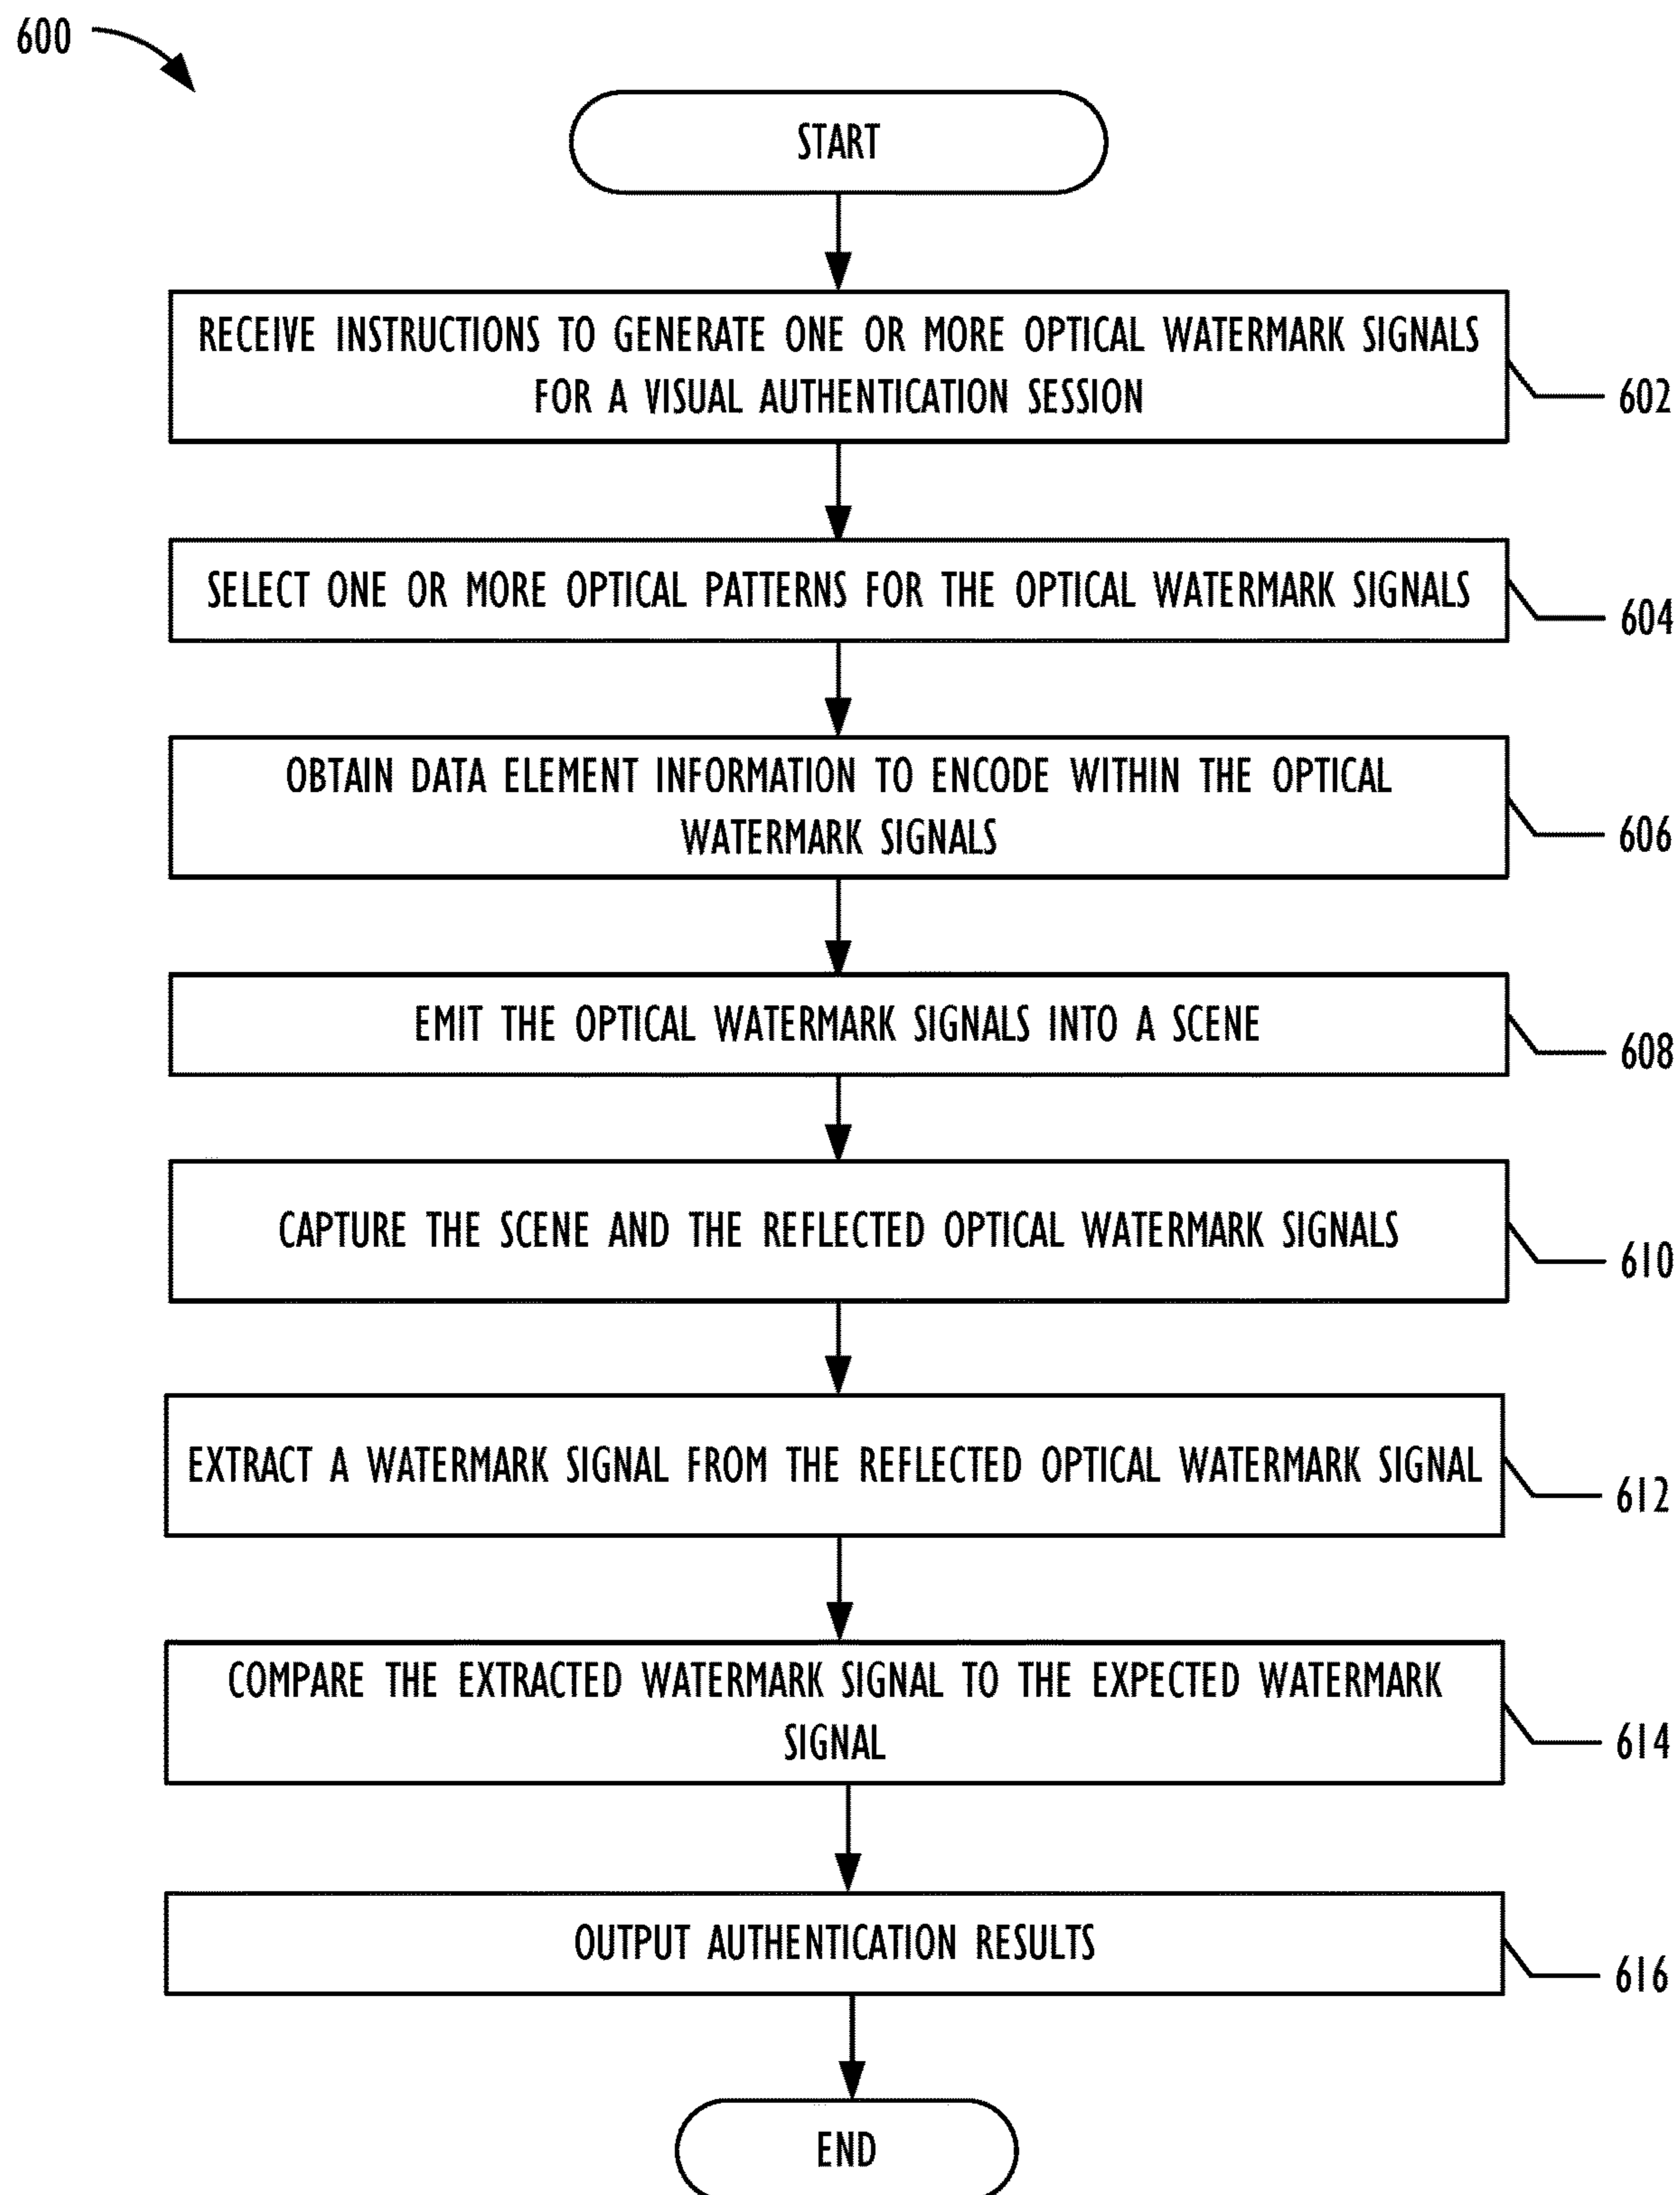 600
START
RECEIVE INSTRUCTIONS TO GENERATE ONE OR MORE OPTICAL WATERMARK SIGNALS
FOR A VISUAL AUTHENTICATION SESSION
602
SELECT ONE OR MORE OPTICAL PATTERNS FOR THE OPTICAL WATERMARK SIGNALS
604
OBTAIN DATA ELEMENT INFORMATION TO ENCODE WITHIN THE OPTICAL
WATERMARK SIGNALS
606
EMIT THE OPTICAL WATERMARK SIGNALS INTO A SCENE
608
CAPTURE THE SCENE AND THE REFLECTED OPTICAL WATERMARK SIGNALS
610
EXTRACT A WATERMARK SIGNAL FROM THE REFLECTED OPTICAL WATERMARK SIGNAL
612
COMPARE THE EXTRACTED WATERMARK SIGNAL TO THE EXPECTED WATERMARK
SIGNAL
614
OUTPUT AUTHENTICATION RESULTS
616
END